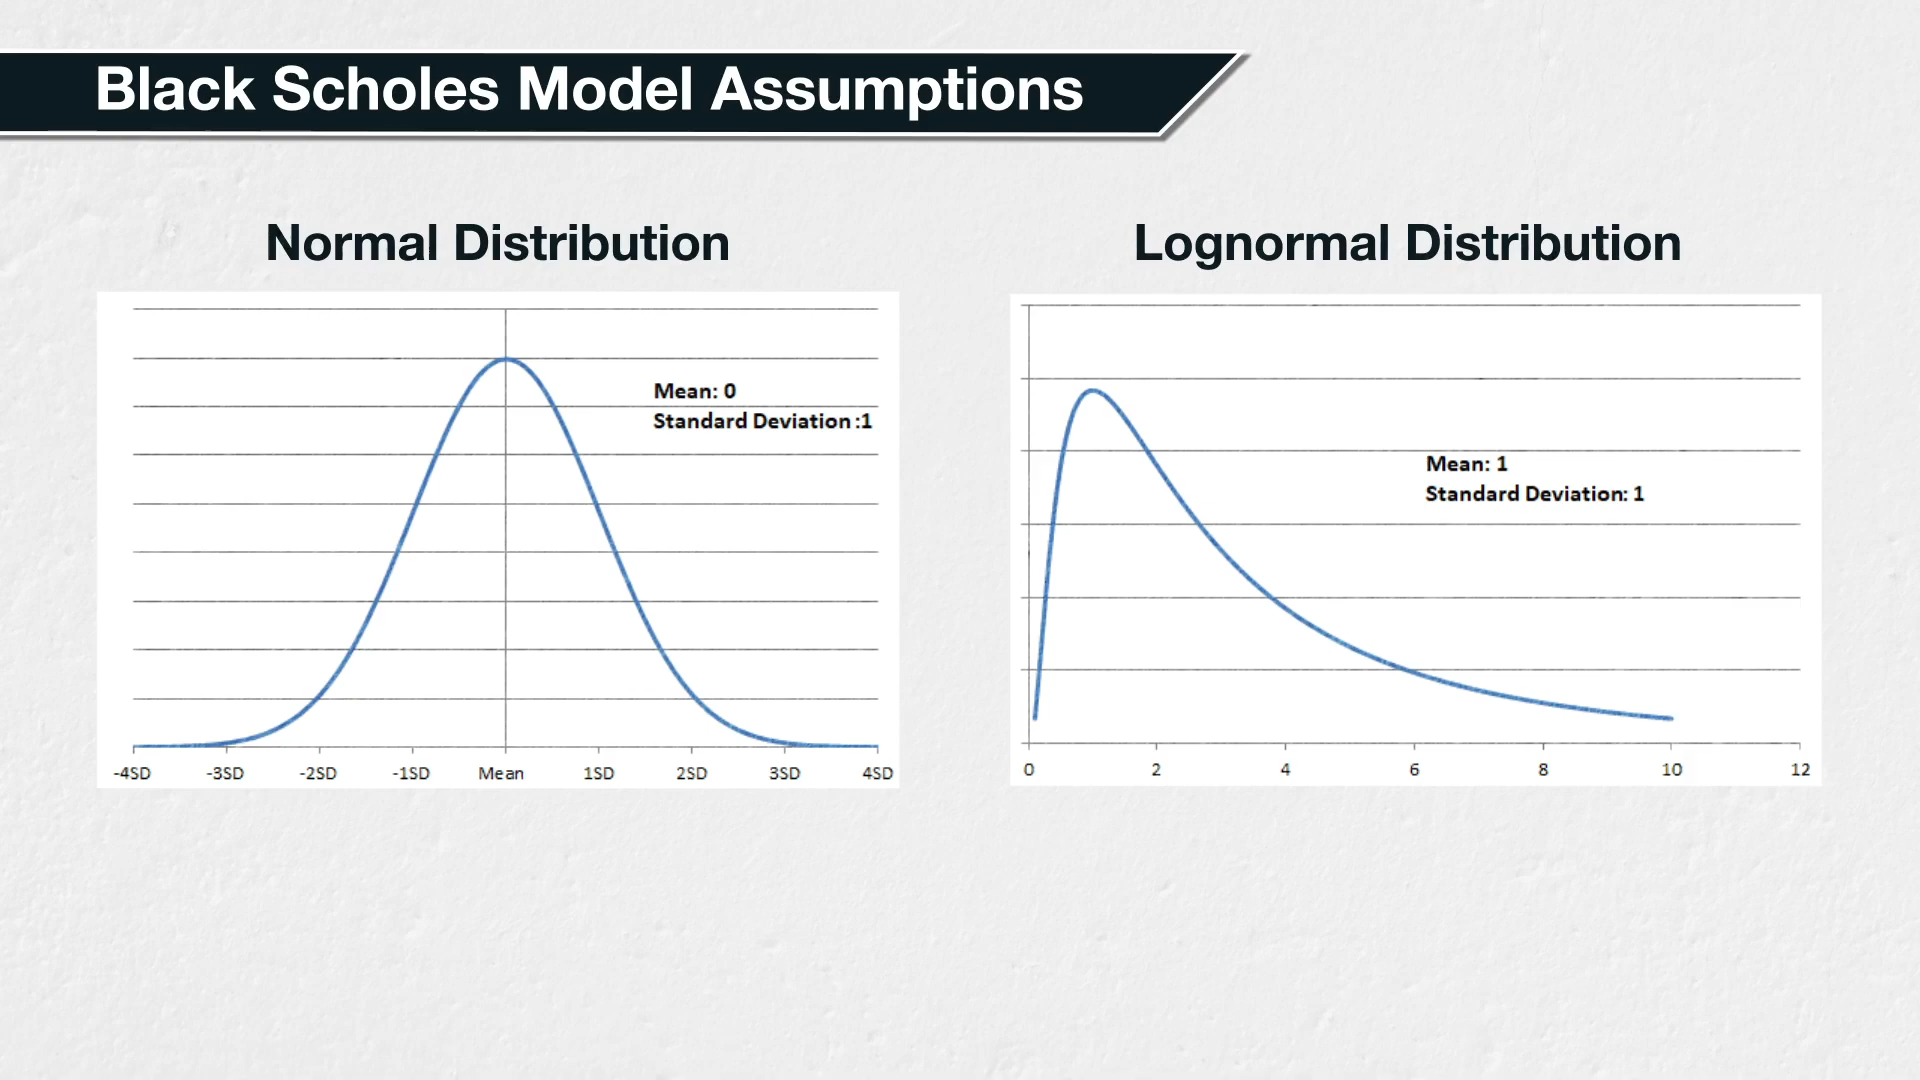 Black Scholes Model Assumptions
Normal Distribution
Mean: 0
Standard Deviation :1
-4SD -3SD -2SD -1SD Mean 1SD 2SD 3SD 4SD
Lognormal Distribution
Mean: 1
Standard Deviation: 1
0 2 4 6 8 10 12